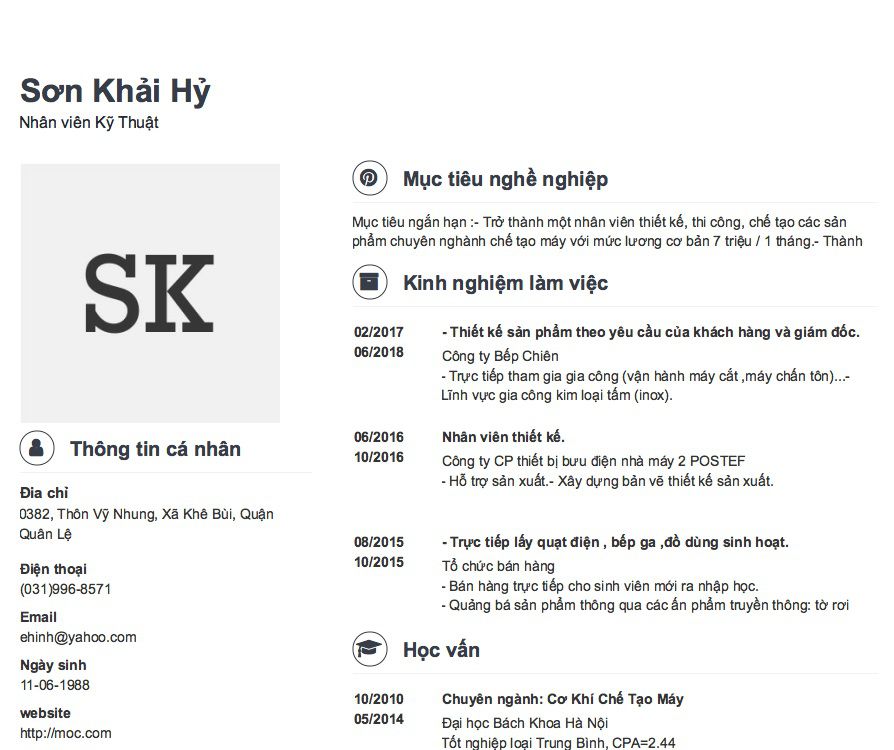 Sơn Khải Hỷ
Nhân viên Kỹ Thuật
SK
Thông tin cá nhân
Đia chỉ
0382, Thôn Vỹ Nhung, Xã Khê Bùi, Quận
Quân Lệ
Điện thoại
(031)996-8571
Email
ehinh@yahoo.com
Ngày sinh
11-06-1988
website
http://moc.com
Mục tiêu nghề nghiệp
Mục tiêu ngắn hạn :- Trở thành một nhân viên thiết kế, thi công, chế tạo các sản
phẩm chuyên nghành chế tạo máy với mức lương cơ bản 7 triệu / 1 tháng.- Thành
Kinh nghiệm làm việc
02/2017
06/2018
- Thiết kế sản phẩm theo yêu cầu của khách hàng và giám đốc.
Công ty Bếp Chiên
- Trực tiếp tham gia gia công (vận hành máy cắt ,máy chấn tôn)...-
Lĩnh vực gia công kim loại tấm (inox).
06/2016
10/2016
Nhân viên thiết kế.
Công ty CP thiết bị bưu điện nhà máy 2 POSTEF
- Hỗ trợ sản xuất.- Xây dựng bản vẽ thiết kế sản xuất.
08/2015
10/2015
- Trực tiếp lấy quạt điện , bếp ga ,đồ dùng sinh hoạt.
Tổ chức bán hàng
- Bán hàng trực tiếp cho sinh viên mới ra nhập học.
- Quảng bá sản phẩm thông qua các ấn phẩm truyền thông: tờ rơi
Học vấn
10/2010
05/2014
Chuyên ngành: Cơ Khí Chế Tạo Máy
Đại học Bách Khoa Hà Nội
Tốt nghiệp loại Trung Bình, CPA=2.44